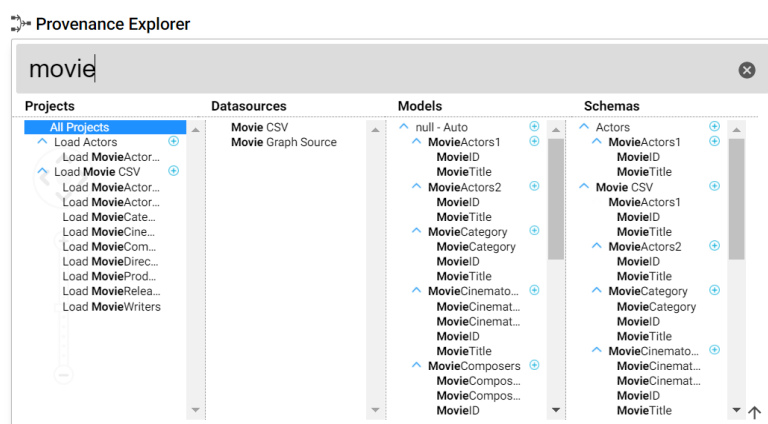 Provenance Explorer
movie
Projects
All Projects
Load Actors
Load MovieActor...
Load Movie CSV
Load MovieActor...
Load MovieActor...
Load MovieCate...
Load MovieCine...
Load MovieCom...
Load MovieDirec...
Load MovieProd...
Load MovieRelea...
Load MovieWriters
Datasources
Movie CSV
Movie Graph Source
Models
null - Auto
MovieActors1
MovieID
MovieTitle
MovieActors2
MovieID
MovieTitle
MovieCategory
MovieCategory
MovieID
MovieTitle
MovieCinemato...
MovieCinemat...
MovieCinemat...
MovieID
MovieTitle
MovieComposers
MovieCompos...
MovieCompos...
MovieID
Schemas
Actors
MovieActors1
MovieID
MovieTitle
Movie CSV
MovieActors1
MovieID
MovieTitle
MovieActors2
MovieID
MovieTitle
MovieCategory
MovieCategory
MovieID
MovieTitle
MovieCinemato...
MovieCinemat...
MovieCinemat...
MovieID
MovieTitle